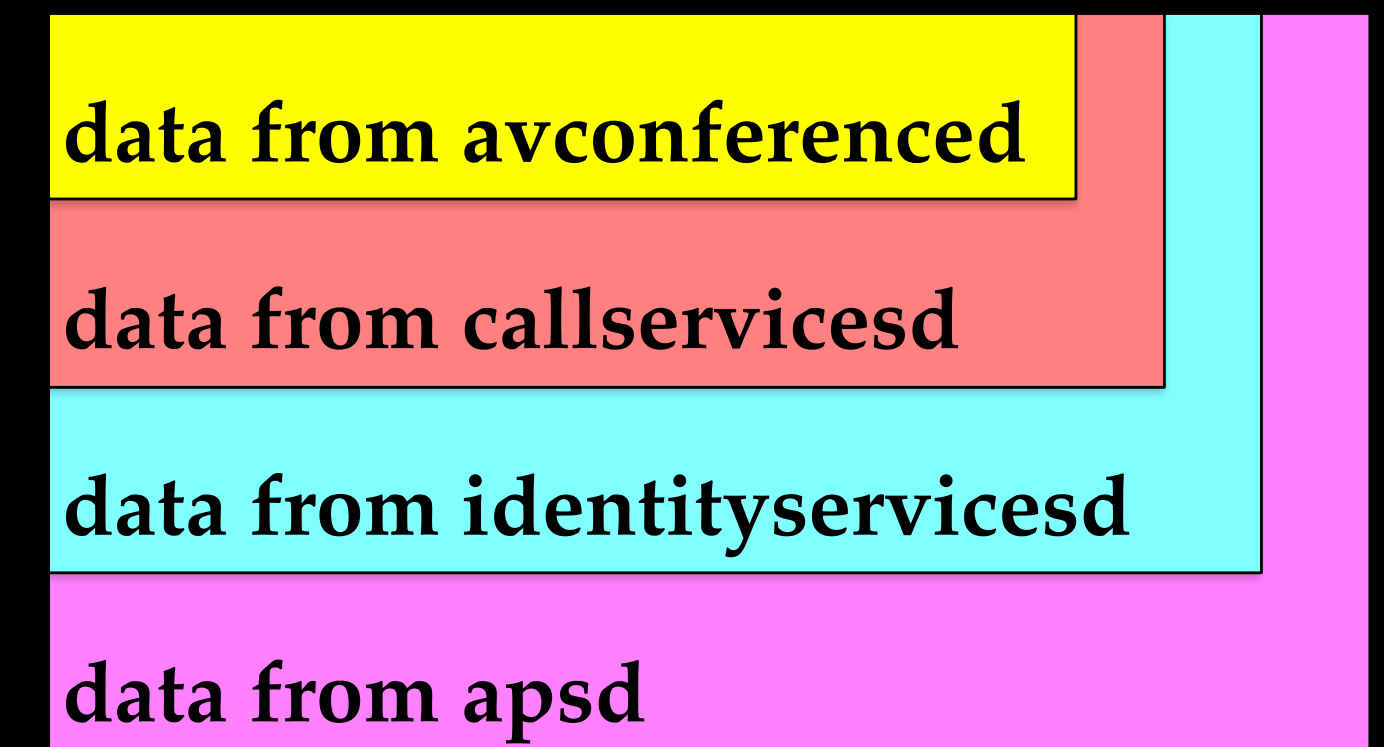 data from avconferenced
data from callservicesd
data from identityservicesd
data from apsd